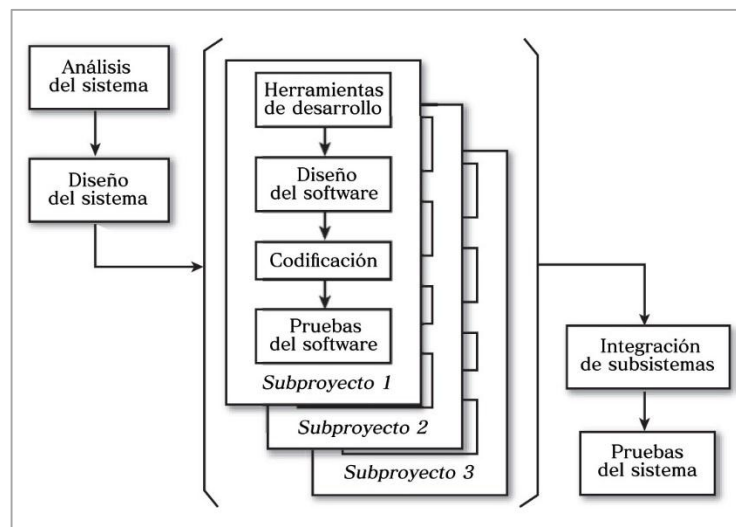 Análisis
del sistema
Diseño
del sistema
Herramientas
de desarrollo
Diseño
del software
Codificación
Pruebas
del software
Subproyecto 1
Subproyecto 2
Subproyecto 3
Integración
de subsistemas
Pruebas
del sistema